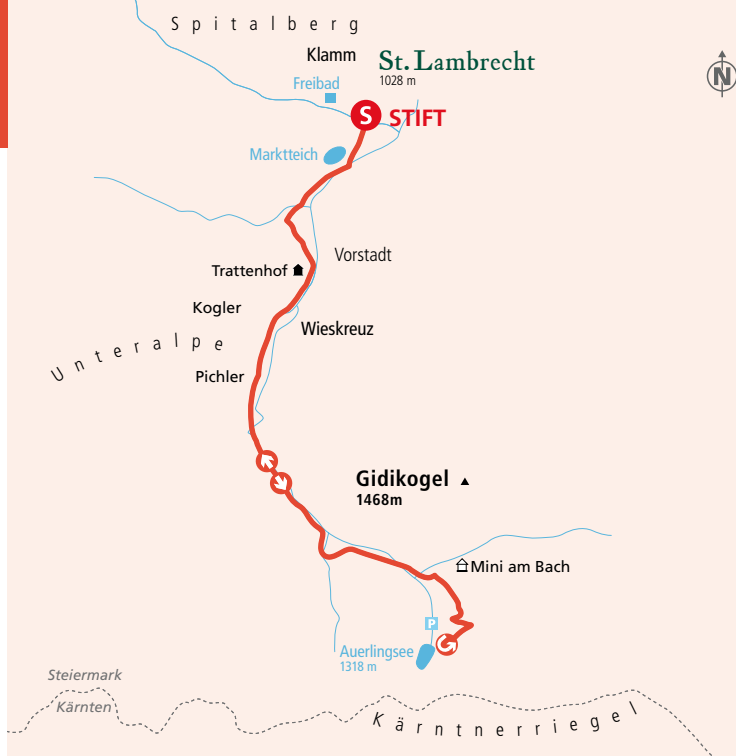 Spitalberg
Klamm
St. Lambrecht
1028 m
N
Freibad
S STIFT
Marktteich
Vorstadt
Trattenhof
Kogler
Wieskreuz
Unteralpe
Pichler
Gidikogel
1468m
Mini am Bach
P
Auerlingsee
1318 m
Steiermark
Kärnten
Kärntnerriegel